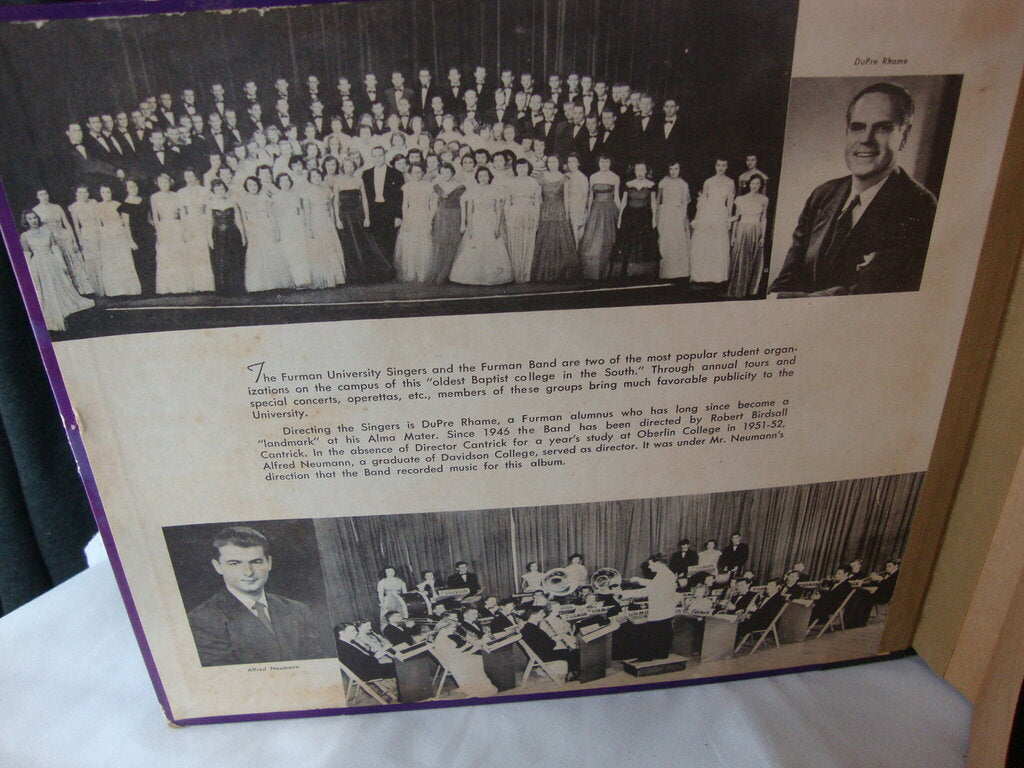 DuPre Rhame
The Furman University Singers and the Furman Band are two of the most popular student organ-
izations on the campus of this "oldest Baptist college in the South." Through annual tours and
special concerts, operettas, etc., members of these groups bring much favorable publicity to the
University.
Directing the Singers is DuPre Rhame, a Furman alumnus who has long since become a
"landmark" at his Alma Mater. Since 1946 the Band has been directed by Robert Birdsall
Cantrick. In the absence of Director Cantrick for a year's study at Oberlin College in 1951-52,
Alfred Neumann, a graduate of Davidson College, served as director. It was under Mr. Neumann's
direction that the Band recorded music for this album.
Alfred Neumann